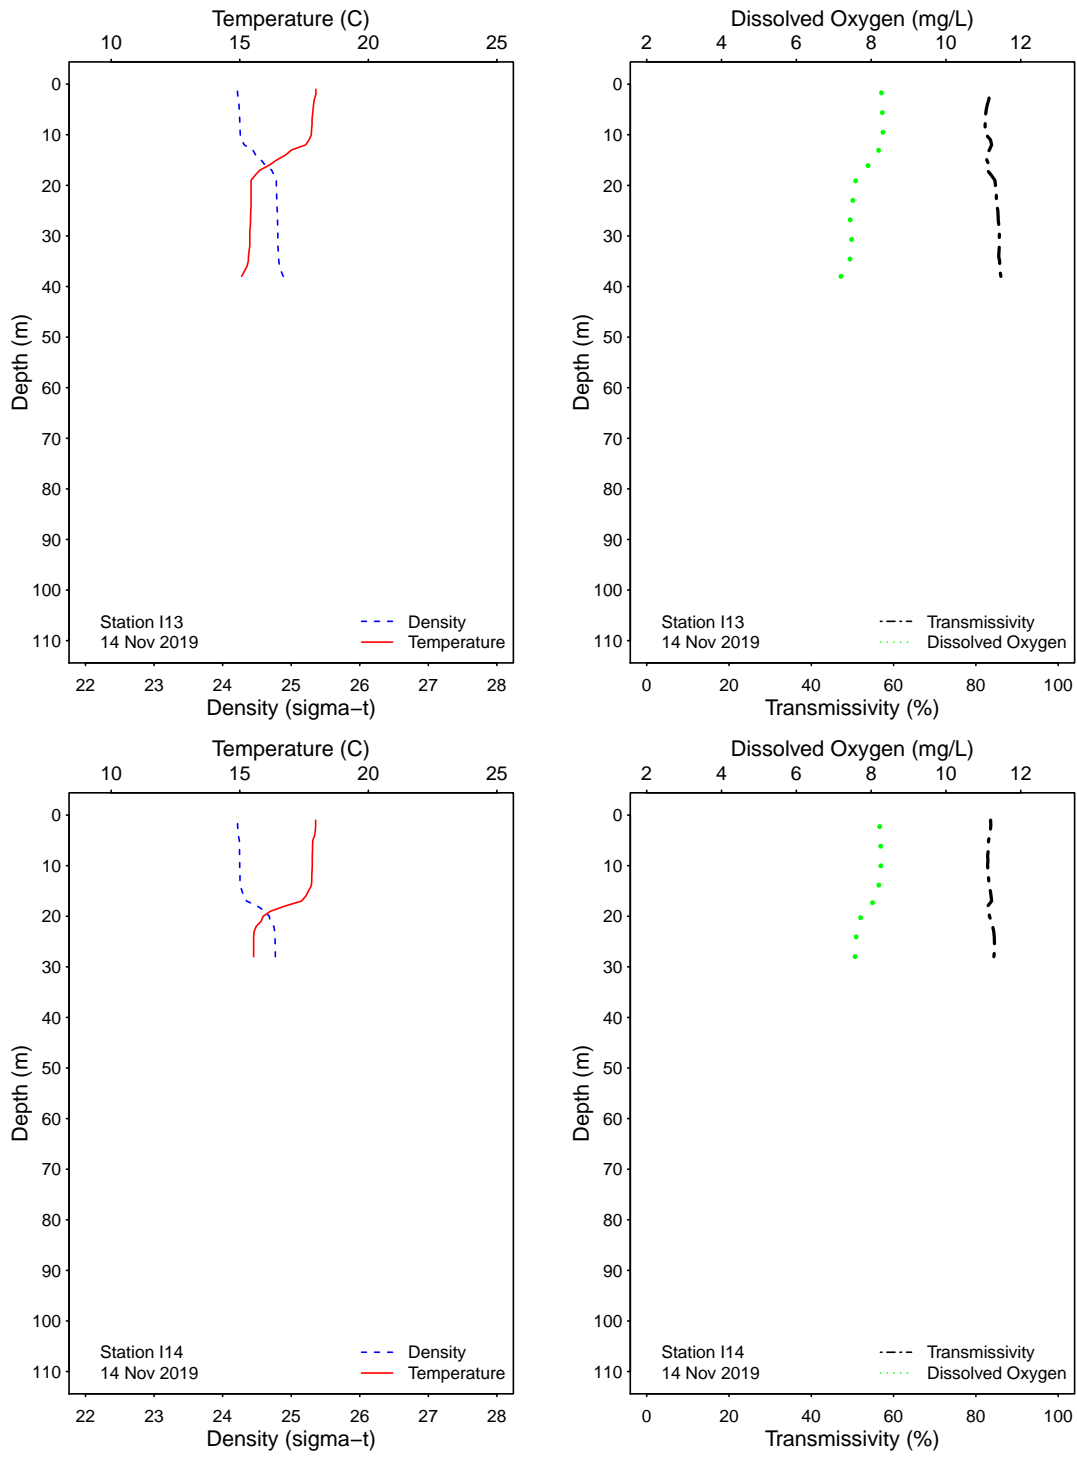 Temperature (C)
10 15 20 25
0
10
20
30
40
50
60
70
80
90
100
110
Depth (m)
Station I13
14 Nov 2019
Density
Temperature
22 23 24 25 26 27 28
Density (sigma−t)
Dissolved Oxygen (mg/L)
2 4 6 8 10 12
0
10
20
30
40
50
60
70
80
90
100
110
Depth (m)
Station I13
14 Nov 2019
Transmissivity
Dissolved Oxygen
0 20 40 60 80 100
Transmissivity (%)
Temperature (C)
10 15 20 25
0
10
20
30
40
50
60
70
80
90
100
110
Depth (m)
Station I14
14 Nov 2019
Density
Temperature
22 23 24 25 26 27 28
Density (sigma−t)
Dissolved Oxygen (mg/L)
2 4 6 8 10 12
0
10
20
30
40
50
60
70
80
90
100
110
Depth (m)
Station I14
14 Nov 2019
Transmissivity
Dissolved Oxygen
0 20 40 60 80 100
Transmissivity (%)